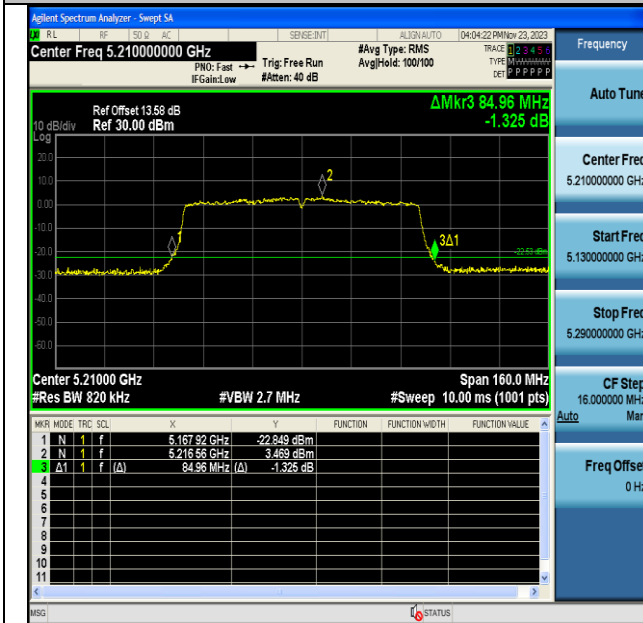 Agilent Spectrum Analyzer - Swept SA
LXI RL RF 50 Ω AC SENSE:INT ALIGN AUTO 04:04:22 PM Nov 23, 2023
Center Freq 5.210000000 GHz #Avg Type: RMS TRACE 1 2 3 4 5 6 Frequency
PNO: Fast Trig: Free Run Avg|Hold: 100/100 TYPE M
IFGain:Low #Atten: 40 dB DET P P P P P
Auto Tune
Ref Offset 13.58 dB ΔMkr3 84.96 MHz
10 dB/div Ref 30.00 dBm -1.325 dB
Log
20.0
10.0
0.00
-10.0
-20.0
-30.0
-40.0
-50.0
-60.0
1
2
3Δ1
-22.53 dBm
Center Freq
5.210000000 GHz
Start Freq
5.130000000 GHz
Stop Freq
5.290000000 GHz
Center 5.21000 GHz Span 160.0 MHz
#Res BW 820 kHz #VBW 2.7 MHz #Sweep 10.00 ms (1001 pts)
CF Step
16.000000 MHz
Auto Man
Freq Offset
0 Hz
MKR MODE TRC SCL X Y FUNCTION FUNCTION WIDTH FUNCTION VALUE
1 N 1 f 5.167 92 GHz -22.849 dBm
2 N 1 f 5.216 56 GHz 3.469 dBm
3 Δ1 1 f (Δ) 84.96 MHz (Δ) -1.325 dB
4
5
6
7
8
9
10
11
MSG STATUS